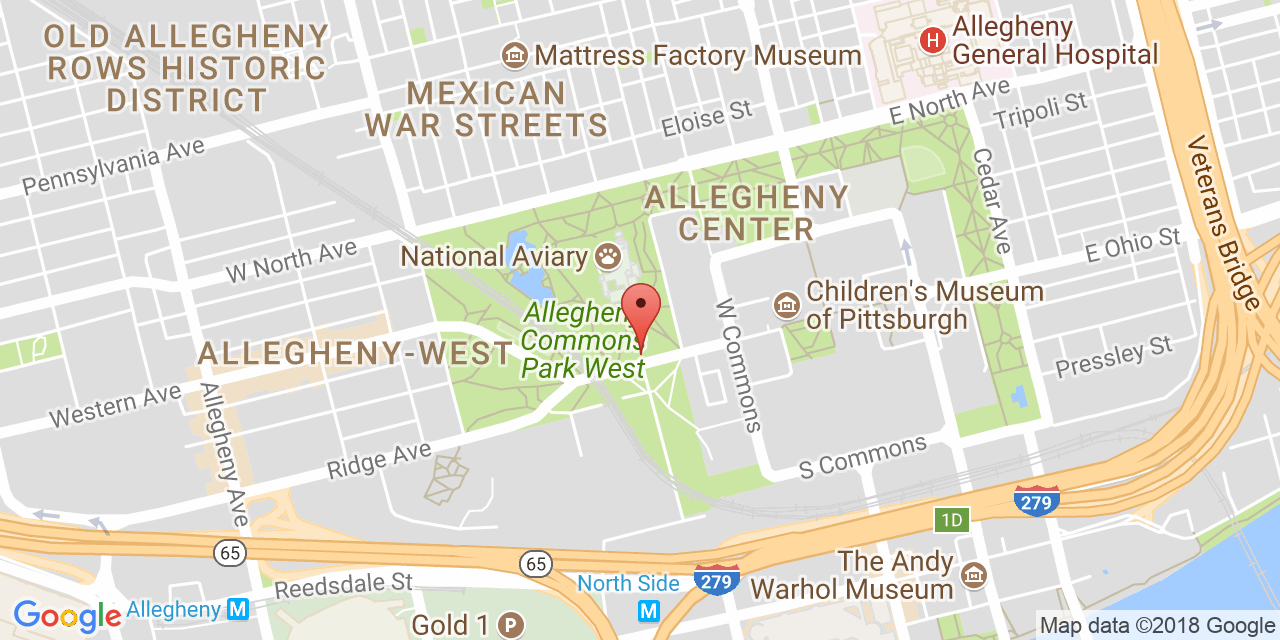 OLD ALLEGHENY
ROWS HISTORIC
DISTRICT
Mattress Factory Museum
H
Allegheny
General Hospital
MEXICAN
WAR STREETS
Eloise St
E North Ave
Tripoli St
Pennsylvania Ave
Veterans Bridge
Cedar Ave
ALLEGHENY
CENTER
W North Ave
National Aviary
E Ohio St
Allegheny
Commons
Park West
W Commons
Children's Museum
of Pittsburgh
ALLEGHENY-WEST
Pressley St
Western Ave
Allegheny Ave
Ridge Ave
S Commons
279
1D
65
65
The Andy
Warhol Museum
Reedsdale St
North Side
M
279
Google
Allegheny
M
Gold 1
P
Map data ©2018 Google